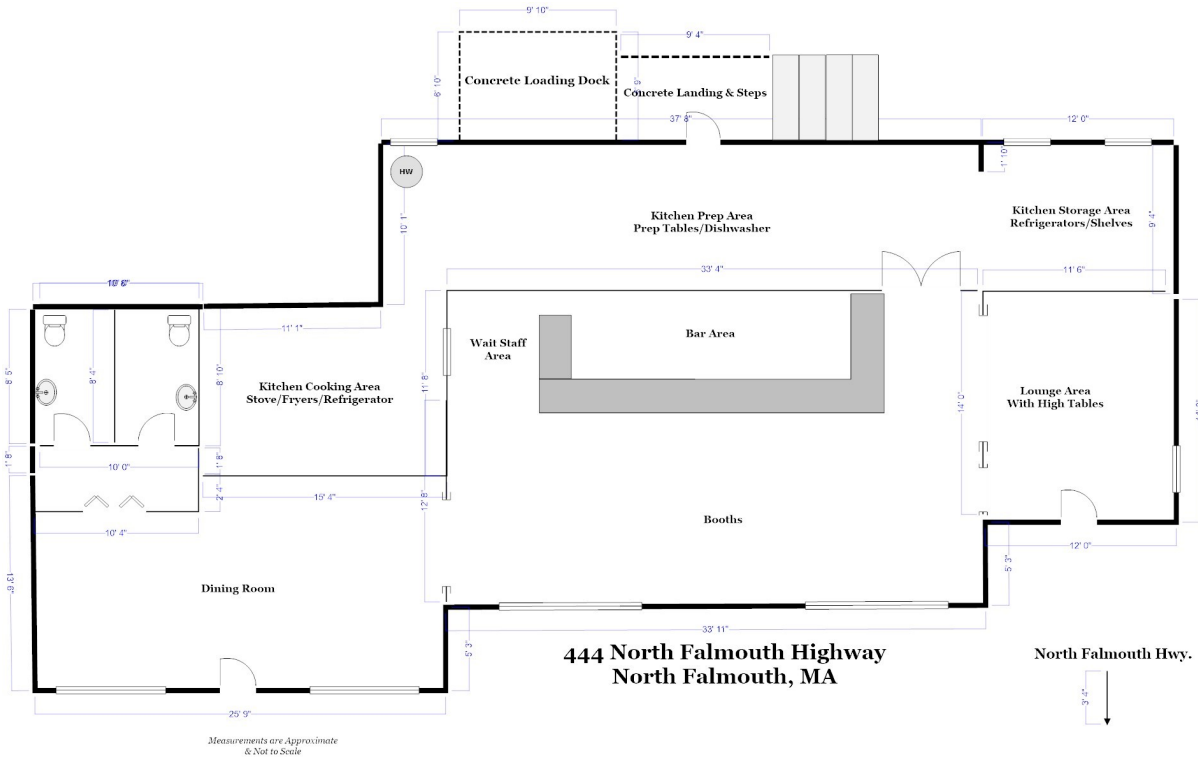 9' 10"
9' 4"
6' 10"
Concrete Loading Dock
Concrete Landing & Steps
37' 8"
12' 0"
HW
1' 10"
10' 1"
Kitchen Prep Area
Prep Tables/Dishwasher
Kitchen Storage Area
Refrigerators/Shelves
9' 4"
33' 4"
11' 6"
11' 1"
8' 5"
8' 4"
8' 10"
Kitchen Cooking Area
Stove/Fryers/Refrigerator
Wait Staff
Area
Bar Area
11' 8"
14' 0"
Lounge Area
With High Tables
1' 8"
10' 0"
1' 8"
2' 4"
15' 4"
12' 8"
10' 4"
Booths
12' 0"
5' 3"
13' 6"
Dining Room
33' 11"
5' 3"
444 North Falmouth Highway
North Falmouth, MA
North Falmouth Hwy.
3' 4"
25' 9"
Measurements are Approximate
& Not to Scale